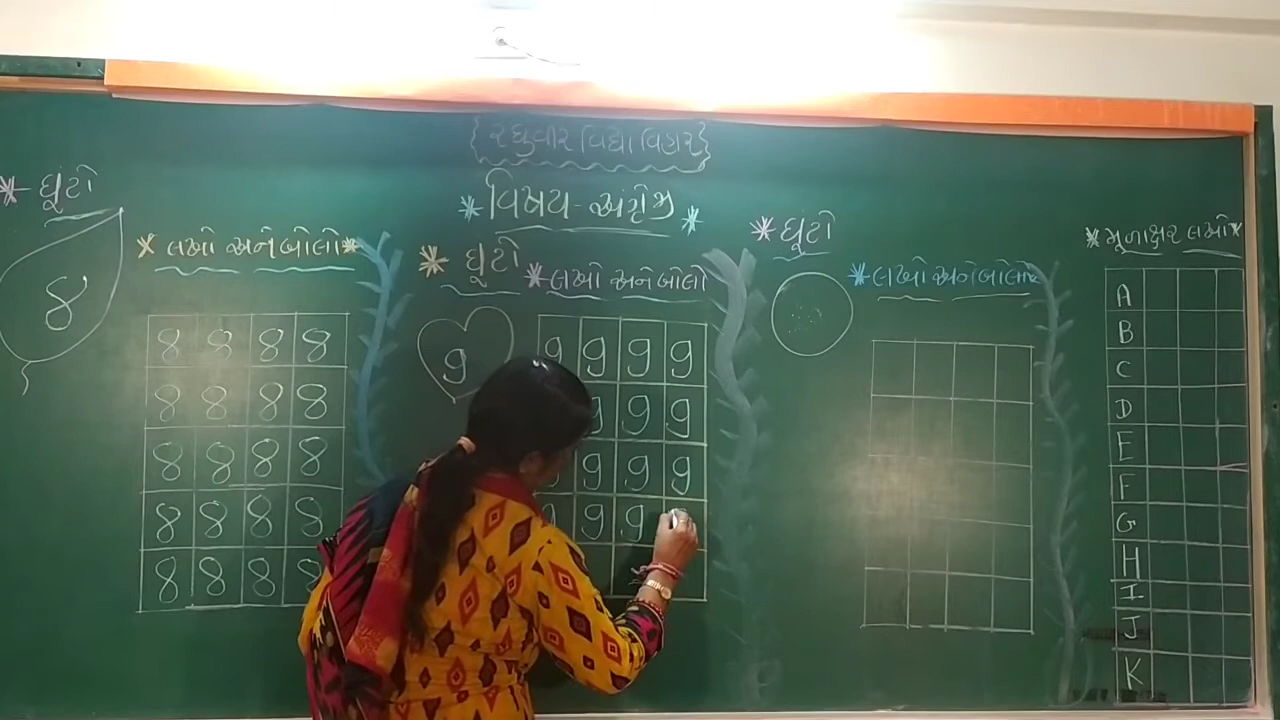 રઘુવીર વિદ્યા વિહાર
* વિષય - અંગ્રેજી *
* ઘૂટો
8
* લખો અને બોલો *
8 8 8 8
8 8 8 8
8 8 8 8
8 8 8 8
8 8 8 8
* ઘૂટો
9
* લખો અને બોલો
9 9 9 9
9 9 9
9 9 9
9 9 9
* ઘૂટો
* લખો અને બોલો *
* મૂળાક્ષર લખો *
A
B
C
D
E
F
G
H
I
J
K